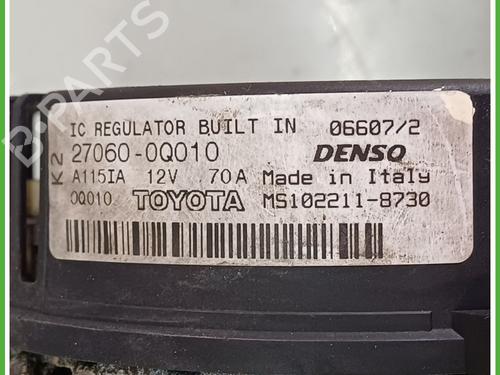 B-PARTS
IC REGULATOR BUILT IN 06607/2
K2
27060-0Q010 DENSO
A115IA 12V 70A Made in Italy
0Q010 TOYOTA MS102211-8730